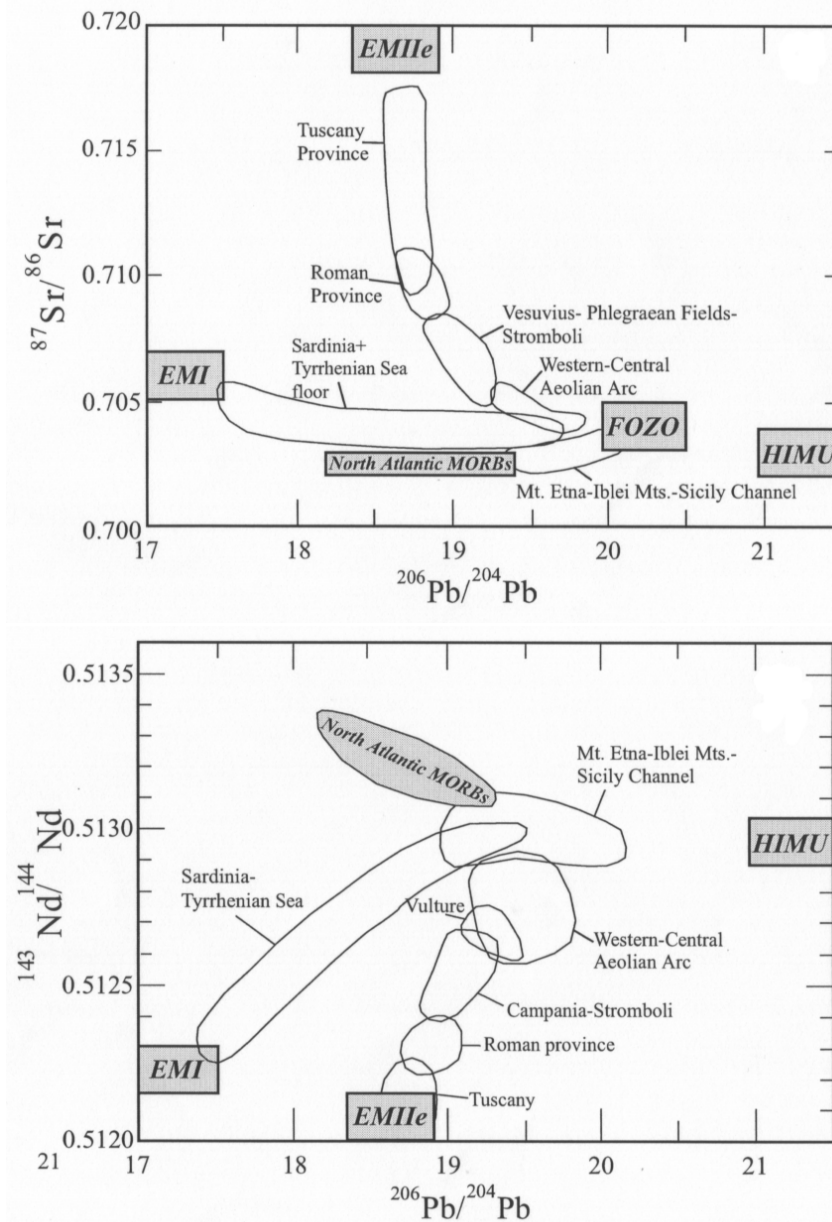 0.720
0.715
0.710
0.705
0.700
87Sr/86Sr
EMIIe
Tuscany
Province
Roman
Province
Vesuvius- Phlegraean Fields-
Stromboli
Sardinia+
Tyrrhenian Sea
floor
Western-Central
Aeolian Arc
EMI
FOZO
HIMU
North Atlantic MORBs
Mt. Etna-Iblei Mts.-Sicily Channel
17 18 19 20 21
206Pb/204Pb
0.5135
0.5130
0.5125
0.5120
143Nd/144Nd
North Atlantic MORBs
Mt. Etna-Iblei Mts.-
Sicily Channel
HIMU
Sardinia-
Tyrrhenian Sea
Vulture
Western-Central
Aeolian Arc
Campania-Stromboli
Roman province
EMI
EMIIe
Tuscany
21
17 18 19 20 21
206Pb/204Pb